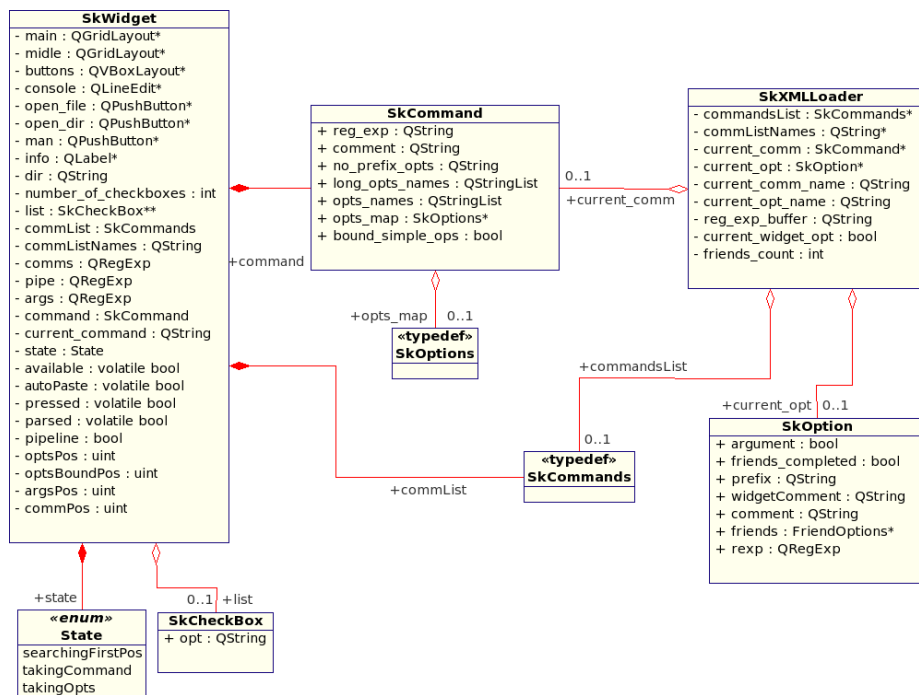 SkWidget
- main : QGridLayout*
- midle : QGridLayout*
- buttons : QVBoxLayout*
- console : QLineEdit*
- open_file : QPushButton*
- open_dir : QPushButton*
- man : QPushButton*
- info : QLabel*
- dir : QString
- number_of_checkboxes : int
- list : SkCheckBox**
- commList : SkCommands
- commListNames : QString
- comms : QRegExp
- pipe : QRegExp
- args : QRegExp
- command : SkCommand
- current_command : QString
- state : State
- available : volatile bool
- autoPaste : volatile bool
- pressed : volatile bool
- parsed : volatile bool
- pipeline : bool
- optsPos : uint
- optsBoundPos : uint
- argsPos : uint
- commPos : uint
SkCommand
+ reg_exp : QString
+ comment : QString
+ no_prefix_opts : QString
+ long_opts_names : QStringList
+ opts_names : QStringList
+ opts_map : SkOptions*
+ bound_simple_ops : bool
+command
0..1
+current_comm
SkXMLLoader
- commandsList : SkCommands*
- commListNames : QString*
- current_comm : SkCommand*
- current_opt : SkOption*
- current_comm_name : QString
- current_opt_name : QString
- reg_exp_buffer : QString
- current_widget_opt : bool
- friends_count : int
+opts_map
0..1
«typedef»
SkOptions
+commandsList
0..1
«typedef»
SkCommands
+commList
+current_opt
0..1
SkOption
+ argument : bool
+ friends_completed : bool
+ prefix : QString
+ widgetComment : QString
+ comment : QString
+ friends : FriendOptions*
+ rexp : QRegExp
+state
«enum»
State
searchingFirstPos
takingCommand
takingOpts
0..1
+list
SkCheckBox
+ opt : QString